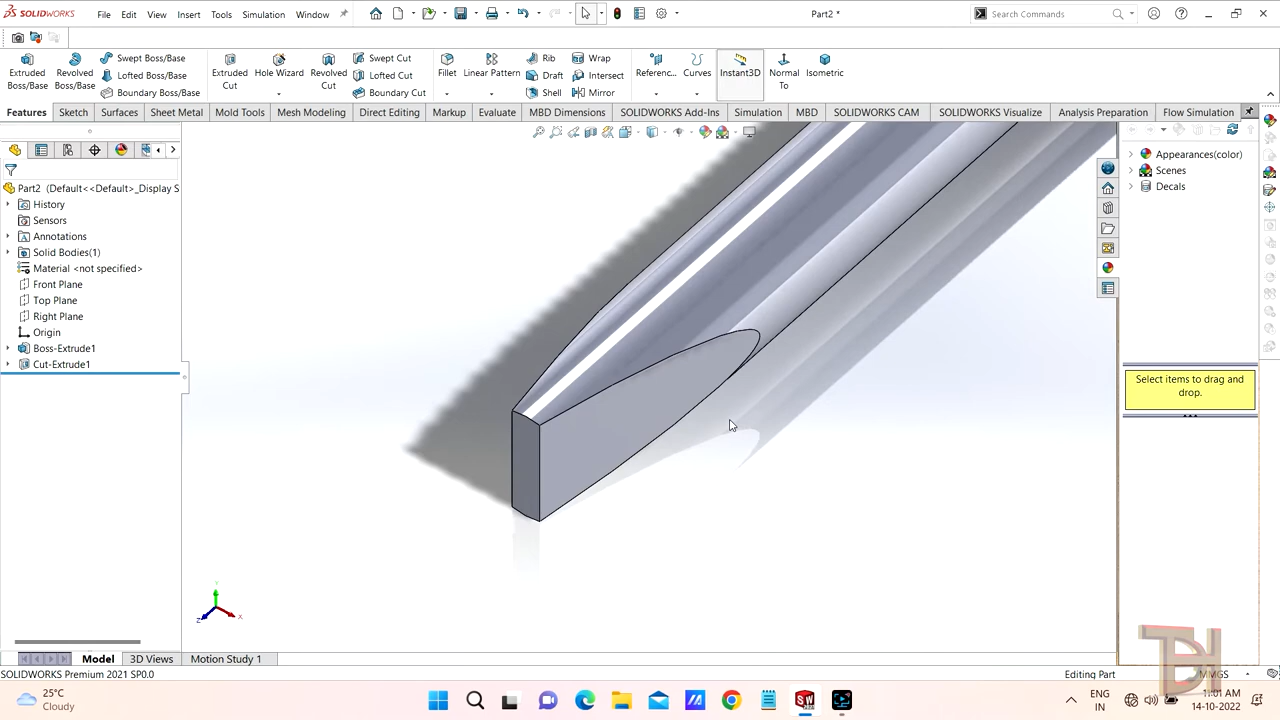 SOLIDWORKS File Edit View Insert Tools Simulation Window Part2 * Search Commands
Extruded Boss/Base Revolved Boss/Base Swept Boss/Base Lofted Boss/Base Boundary Boss/Base Extruded Cut Hole Wizard Revolved Cut Swept Cut Lofted Cut Boundary Cut Fillet Linear Pattern Rib Draft Shell Wrap Intersect Mirror Referenc... Curves Instant3D Normal To Isometric
Features Sketch Surfaces Sheet Metal Mold Tools Mesh Modeling Direct Editing Markup Evaluate MBD Dimensions SOLIDWORKS Add-Ins Simulation MBD SOLIDWORKS CAM SOLIDWORKS Visualize Analysis Preparation Flow Simulation
Part2 (Default<<Default>_Display S
History
Sensors
Annotations
Solid Bodies(1)
Material <not specified>
Front Plane
Top Plane
Right Plane
Origin
Boss-Extrude1
Cut-Extrude1
Appearances(color)
Scenes
Decals
Select items to drag and
drop.
Y
X
Z
Model 3D Views Motion Study 1
SOLIDWORKS Premium 2021 SP0.0 Editing Part MMGS
25°C
Cloudy
ENG
IN
1:01 AM
14-10-2022